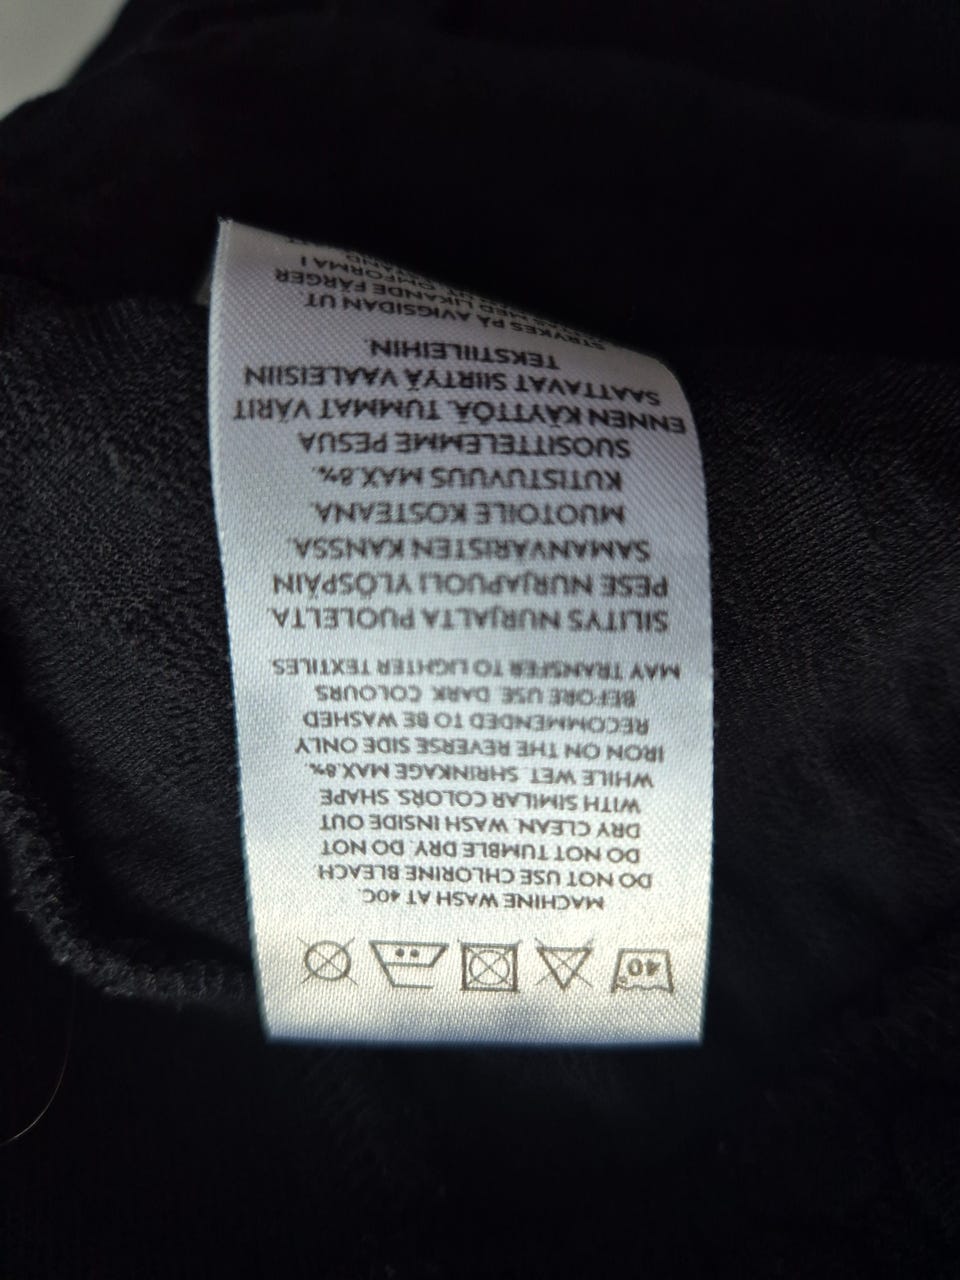 40
MACHINE WASH AT 40C.
DO NOT USE CHLORINE BLEACH
DO NOT TUMBLE DRY. DO NOT
DRY CLEAN. WASH INSIDE OUT
WITH SIMILAR COLORS. SHAPE
WHILE WET. SHRINKAGE MAX.8%.
IRON ON THE REVERSE SIDE ONLY
RECOMMENDED TO BE WASHED
BEFORE USE. DARK COLOURS
MAY TRANSFER TO LIGHTER TEXTILES.
SILITYS NURJALTA PUOLELTA
PESE NURJAPUOLI YLÖSPÄIN
SAMANVÄRISTEN KANSSA.
MUOTOILE KOSTEANA.
KUTISTUVUUS MAX.8%.
SUOSITTELEMME PESUA
ENNEN KÄYTTÖÄ. TUMMAT VÄRIT
SAATTAVAT SIIRTYÄ VAALEISIIN
TEKSTIILEIHIN.
STRYKES PÅ AVIGSIDAN
UT
MED LIKANDE FÄRGER
OMFORMA I